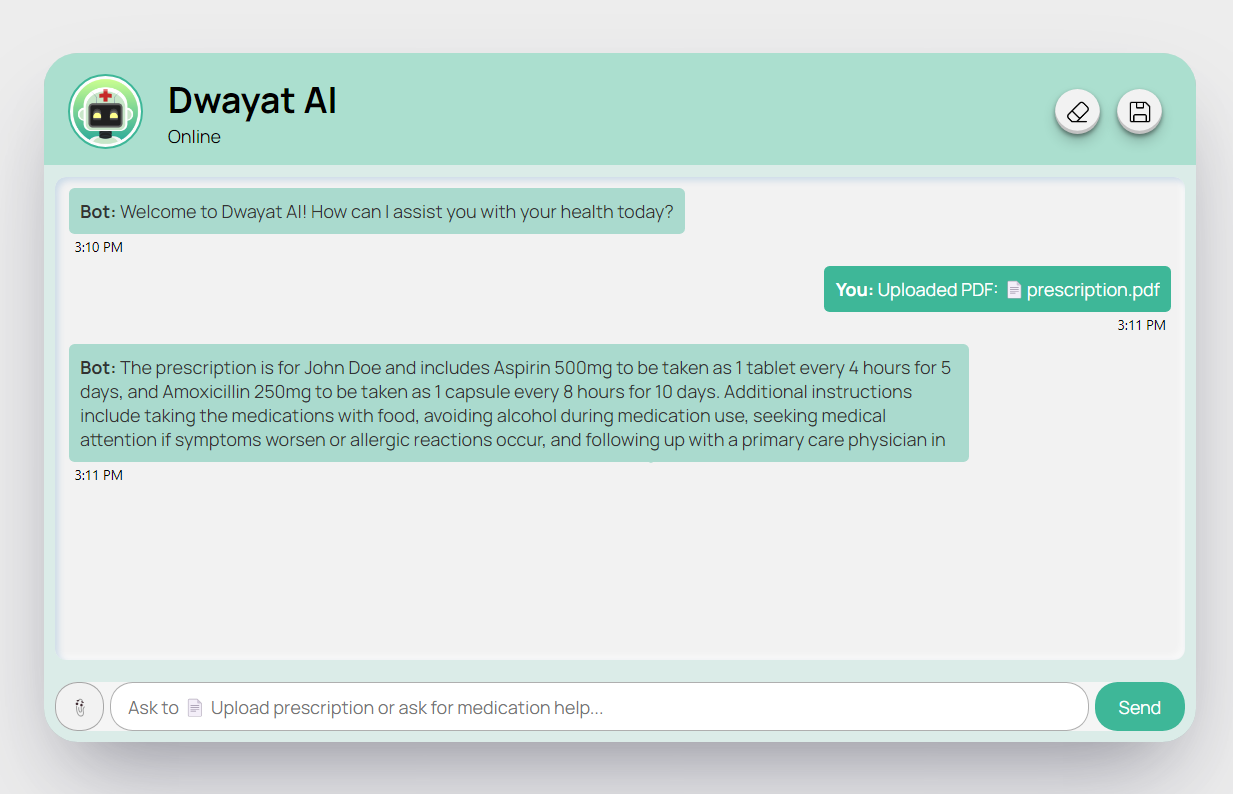 Dwayat AI
Online
Bot: Welcome to Dwayat AI! How can I assist you with your health today?
3:10 PM
You: Uploaded PDF: 📄 prescription.pdf
3:11 PM
Bot: The prescription is for John Doe and includes Aspirin 500mg to be taken as 1 tablet every 4 hours for 5
days, and Amoxicillin 250mg to be taken as 1 capsule every 8 hours for 10 days. Additional instructions
include taking the medications with food, avoiding alcohol during medication use, seeking medical
attention if symptoms worsen or allergic reactions occur, and following up with a primary care physician in
3:11 PM
Ask to 📄 Upload prescription or ask for medication help...
Send